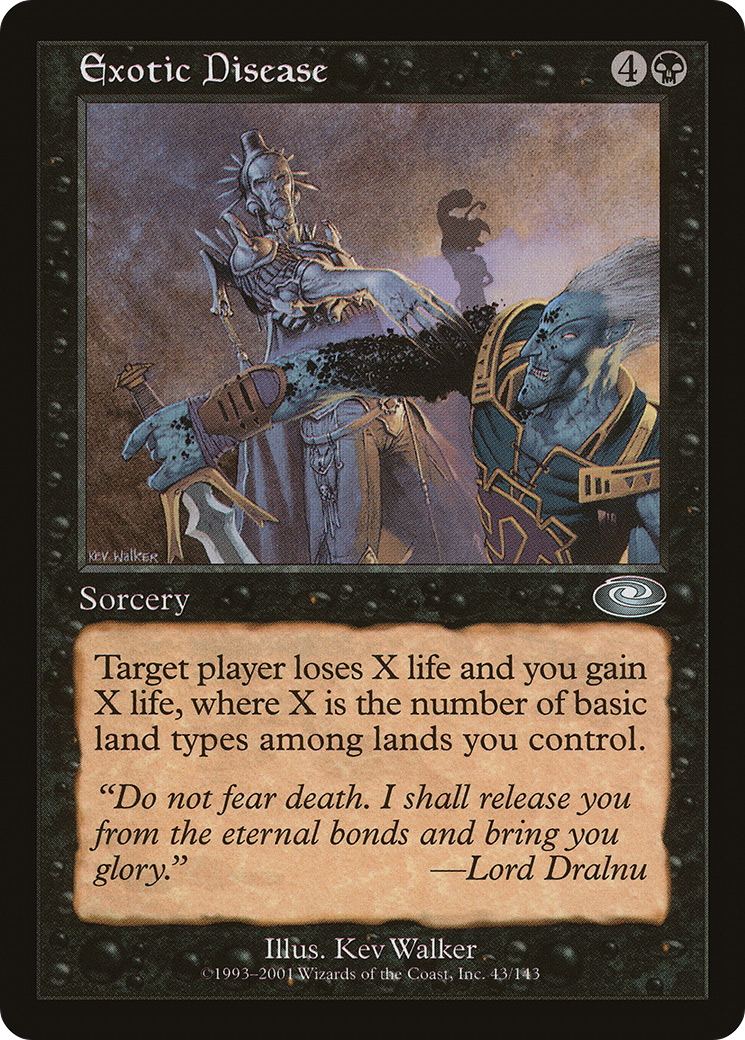 Exotic Disease
4
KEV WALKER
Sorcery
Target player loses X life and you gain
X life, where X is the number of basic
land types among lands you control.
“Do not fear death. I shall release you
from the eternal bonds and bring you
glory.” —Lord Dralnu
Illus. Kev Walker
©1993–2001 Wizards of the Coast, Inc. 43/143